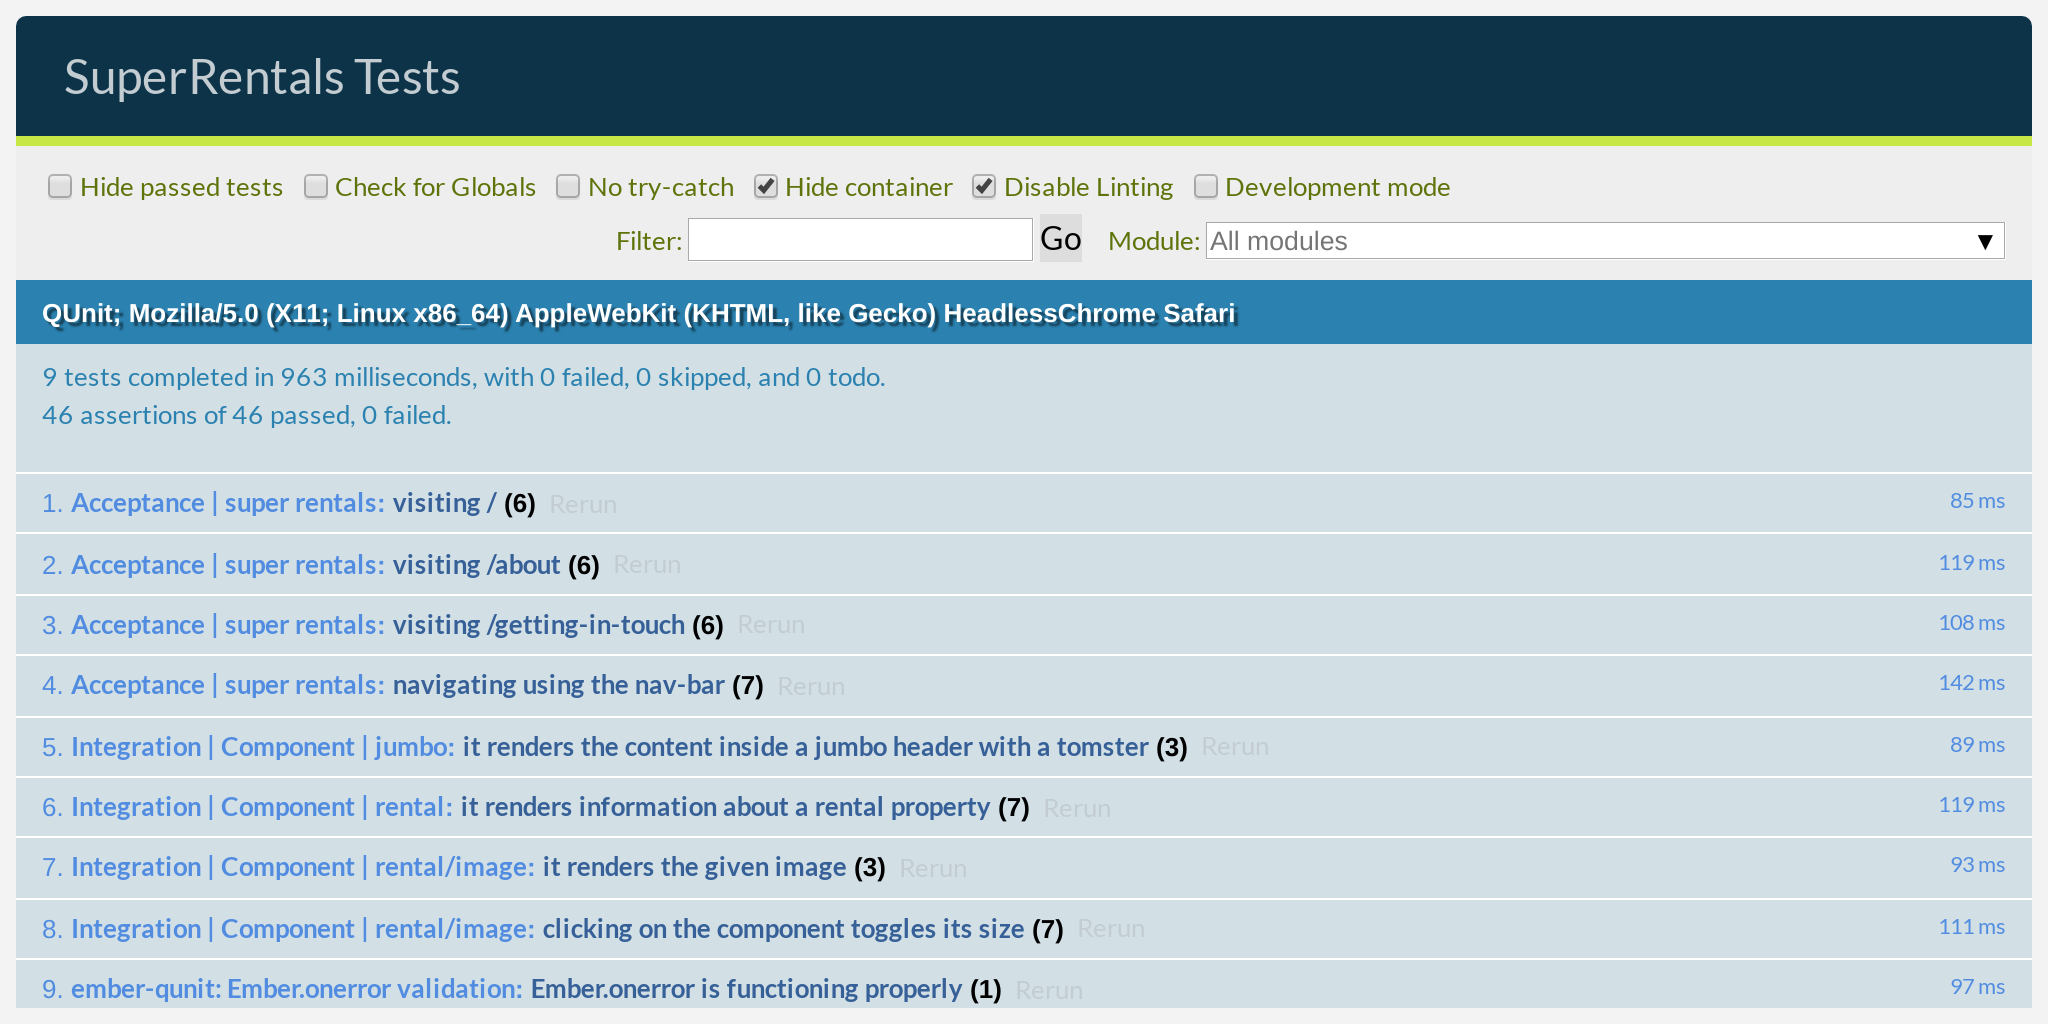 SuperRentals Tests
Hide passed tests Check for Globals No try-catch Hide container Disable Linting Development mode
Filter: Go Module: All modules ▼
QUnit; Mozilla/5.0 (X11; Linux x86_64) AppleWebKit (KHTML, like Gecko) HeadlessChrome Safari
9 tests completed in 963 milliseconds, with 0 failed, 0 skipped, and 0 todo.
46 assertions of 46 passed, 0 failed.
1. Acceptance | super rentals: visiting / (6) Rerun 85 ms
2. Acceptance | super rentals: visiting /about (6) Rerun 119 ms
3. Acceptance | super rentals: visiting /getting-in-touch (6) Rerun 108 ms
4. Acceptance | super rentals: navigating using the nav-bar (7) Rerun 142 ms
5. Integration | Component | jumbo: it renders the content inside a jumbo header with a tomster (3) Rerun 89 ms
6. Integration | Component | rental: it renders information about a rental property (7) Rerun 119 ms
7. Integration | Component | rental/image: it renders the given image (3) Rerun 93 ms
8. Integration | Component | rental/image: clicking on the component toggles its size (7) Rerun 111 ms
9. ember-qunit: Ember.onerror validation: Ember.onerror is functioning properly (1) Rerun 97 ms